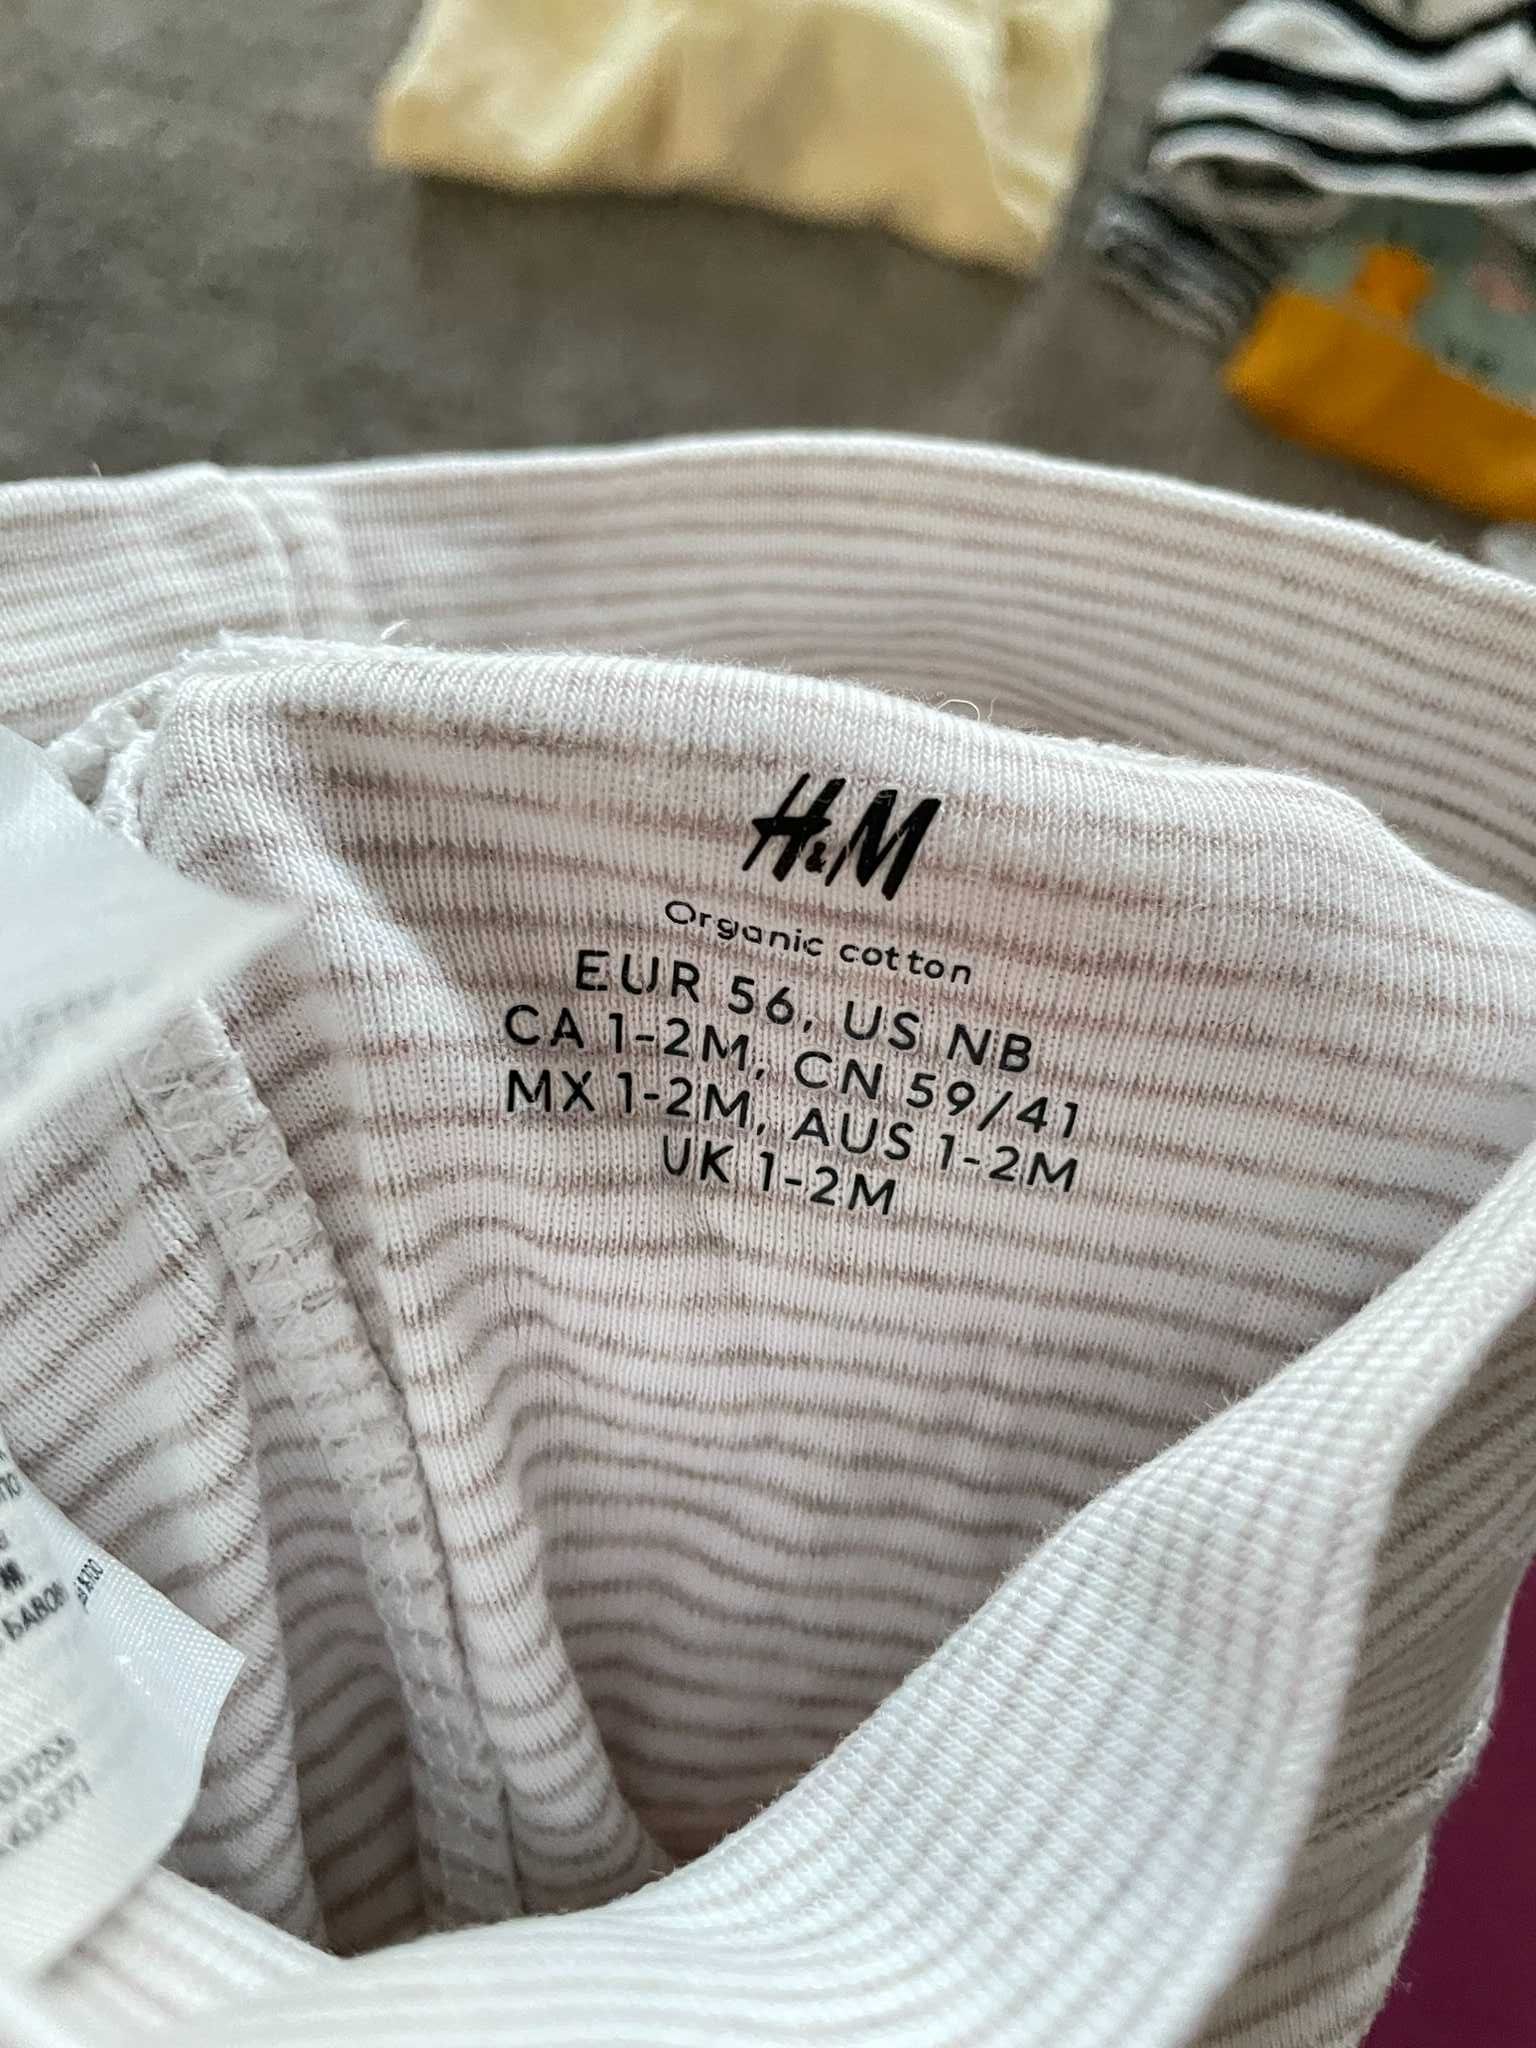 H&M
Organic cotton
EUR 56, US NB
CA 1-2M, CN 59/41
MX 1-2M, AUS 1-2M
UK 1-2M